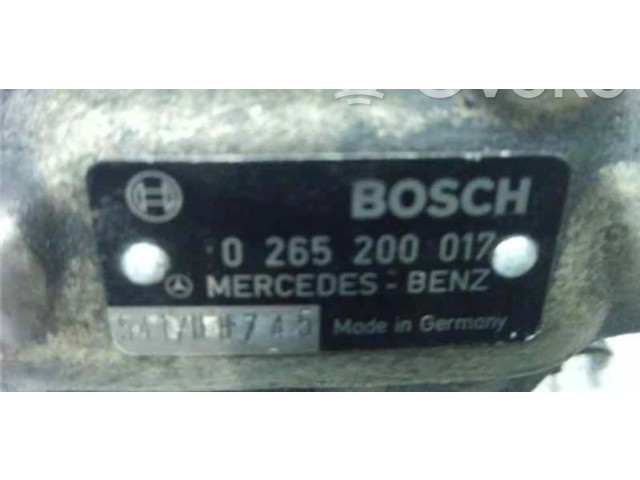 BOSCH
0 265 200 017
MERCEDES-BENZ
Made in Germany